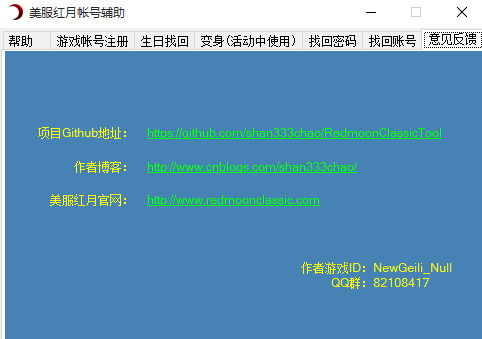 美服红月帐号辅助
帮助 游戏帐号注册 生日找回 变身(活动中使用) 找回密码 找回账号 意见反馈
项目Github地址： https://github.com/shan333chao/RedmoonClassicTool
作者博客： http://www.cnblogs.com/shan333chao/
美服红月官网： http://www.redmoonclassic.com
作者游戏ID：NewGeili_Null
QQ群：82108417